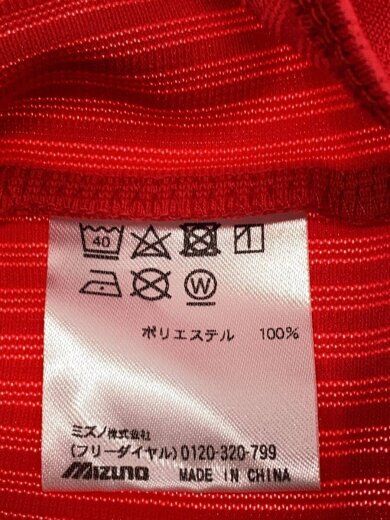 40
W
ポリエステル 100%
ミズノ株式会社
(フリーダイヤル) 0120-320-799
Mizuno MADE IN CHINA